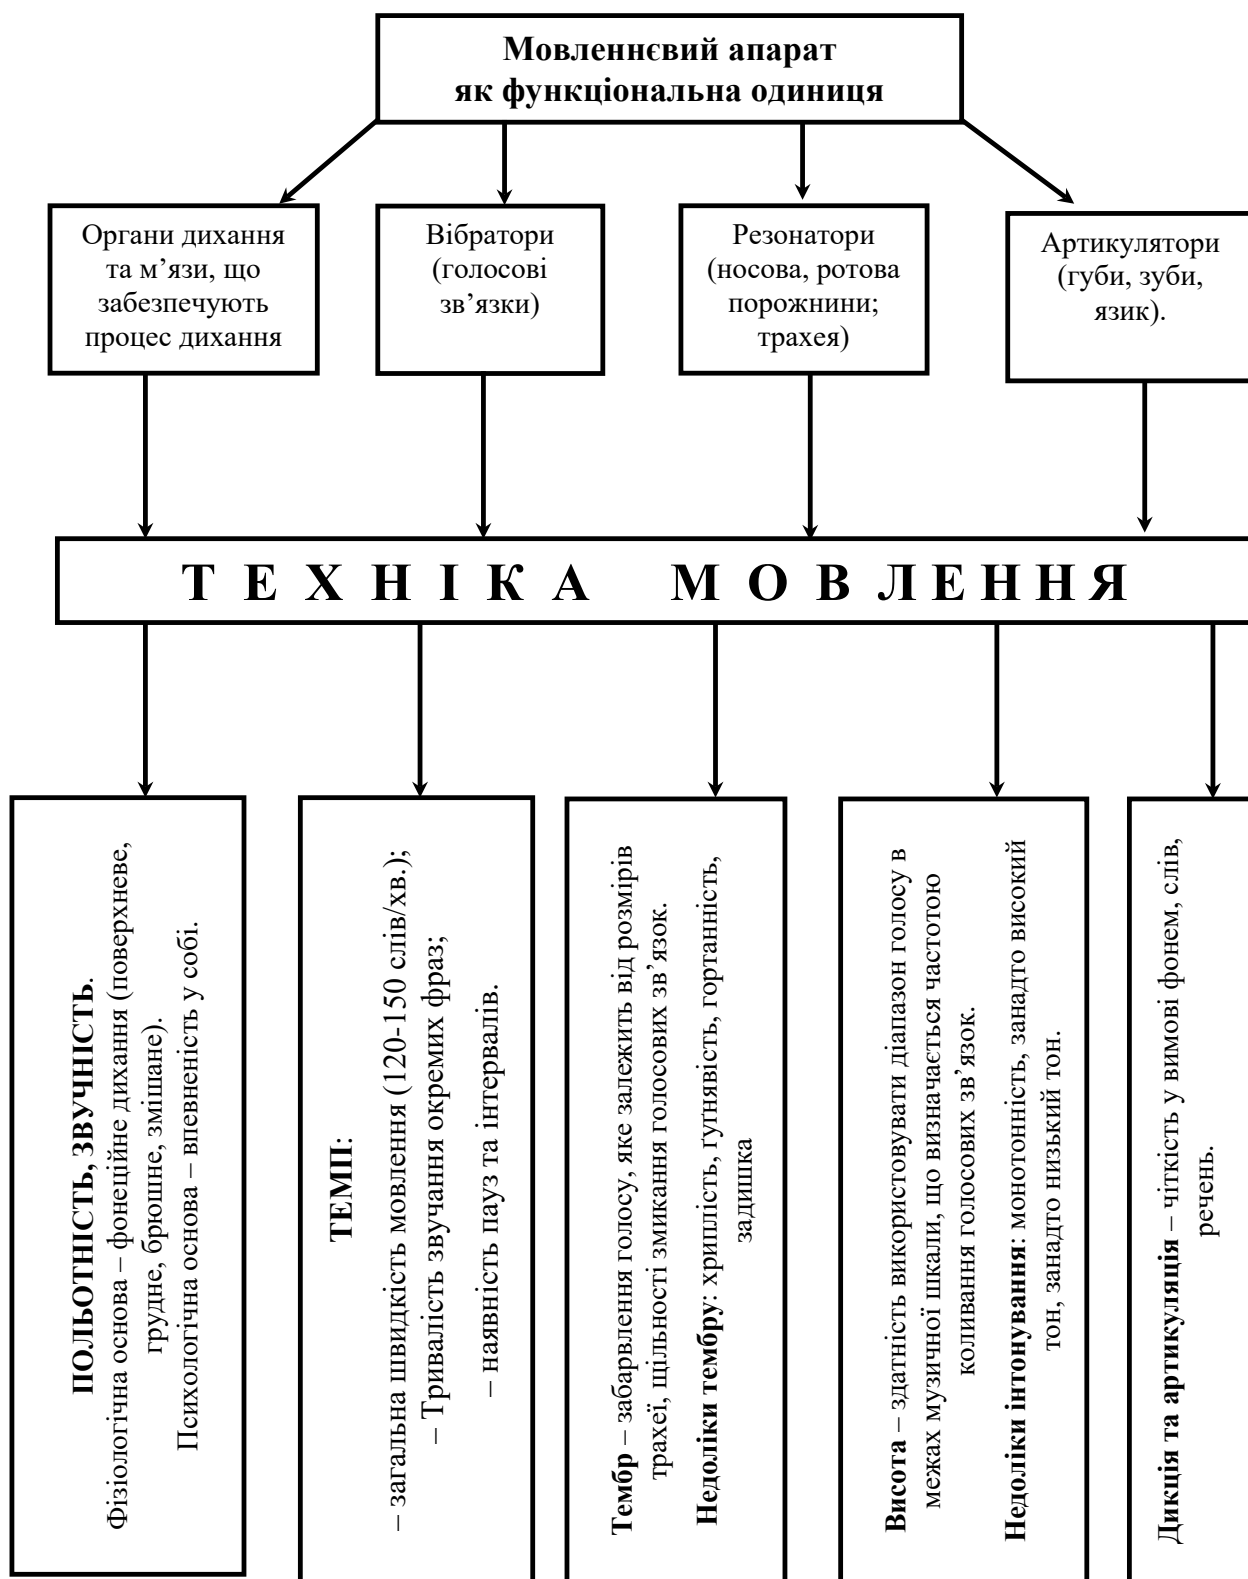 Мовленнєвий апарат
як функціональна одиниця
Органи дихання
та м’язи, що
забезпечують
процес дихання
Вібратори
(голосові
зв’язки)
Резонатори
(носова, ротова
порожнини;
трахея)
Артикулятори
(губи, зуби,
язик).
Т Е Х Н І К А М О В Л Е Н Н Я
ПОЛЬОТНІСТЬ, ЗВУЧНІСТЬ.
Фізіологічна основа – фонеційне дихання (поверхневе,
грудне, брюшне, змішане).
Психологічна основа – впевненість у собі.
ТЕМП:
– загальна швидкість мовлення (120-150 слів/хв.);
– Тривалість звучання окремих фраз;
– наявність пауз та інтервалів.
Тембр – забарвлення голосу, яке залежить від розмірів
трахеї, щільності змикання голосових зв’язок.
Недоліки тембру: хриплість, ґугнявість, гортанність,
задишка
Висота – здатність використовувати діапазон голосу в
межах музичної шкали, що визначається частотою
коливання голосових зв’язок.
Недоліки інтонування: монотонність, занадто високий
тон, занадто низький тон.
Дикція та артикуляція – чіткість у вимові фонем, слів,
речень.